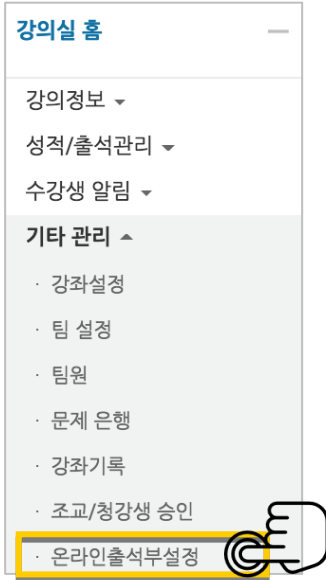 강의실 홈
강의정보
성적/출석관리
수강생 알림
기타 관리
· 강좌설정
· 팀 설정
· 팀원
· 문제 은행
· 강좌기록
· 조교/청강생 승인
· 온라인출석부설정